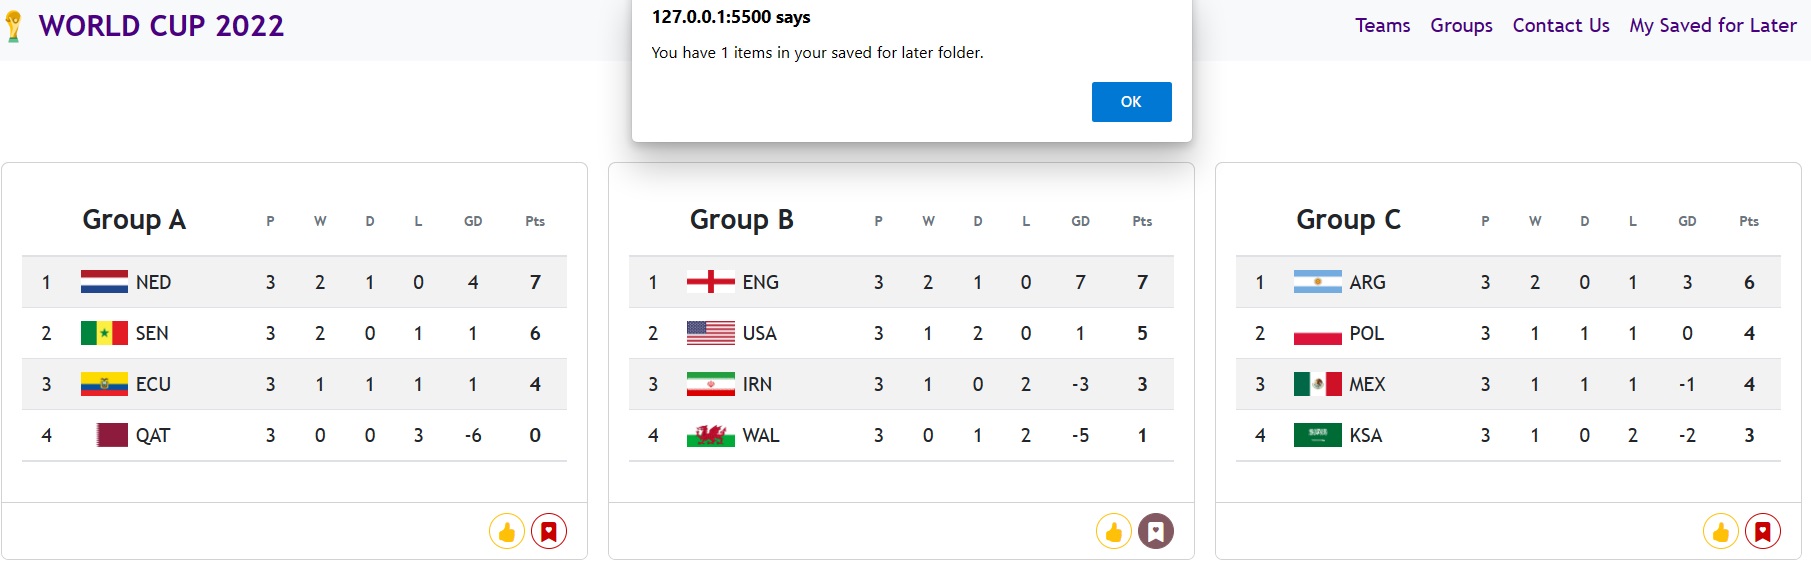 WORLD CUP 2022
127.0.0.1:5500 says
You have 1 items in your saved for later folder.
OK
Teams Groups Contact Us My Saved for Later
Group A P W D L GD Pts
1 NED 3 2 1 0 4 7
2 SEN 3 2 0 1 1 6
3 ECU 3 1 1 1 1 4
4 QAT 3 0 0 3 -6 0
Group B P W D L GD Pts
1 ENG 3 2 1 0 7 7
2 USA 3 1 2 0 1 5
3 IRN 3 1 0 2 -3 3
4 WAL 3 0 1 2 -5 1
Group C P W D L GD Pts
1 ARG 3 2 0 1 3 6
2 POL 3 1 1 1 0 4
3 MEX 3 1 1 1 -1 4
4 KSA 3 1 0 2 -2 3